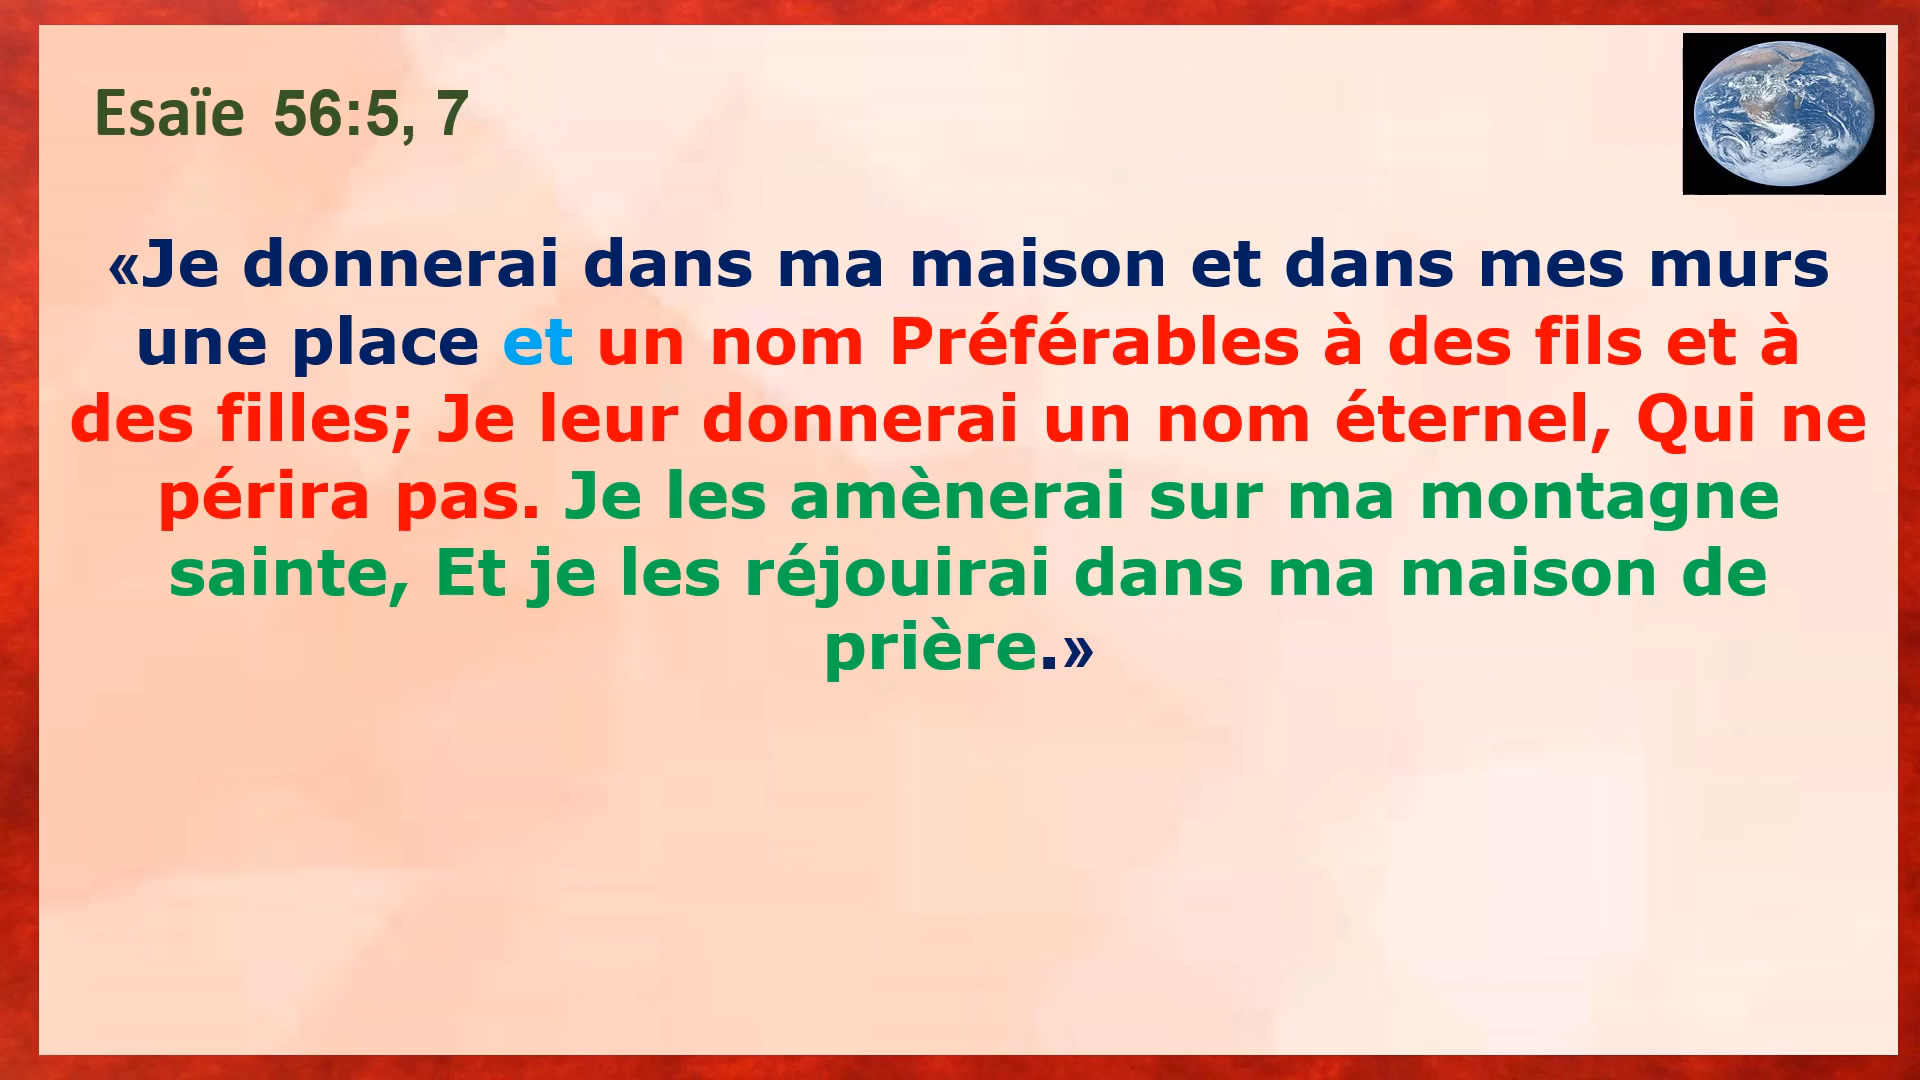 Esaïe 56:5, 7
«Je donnerai dans ma maison et dans mes murs
une place et un nom Préférables à des fils et à
des filles; Je leur donnerai un nom éternel, Qui ne
périra pas. Je les amènerai sur ma montagne
sainte, Et je les réjouirai dans ma maison de
prière.»